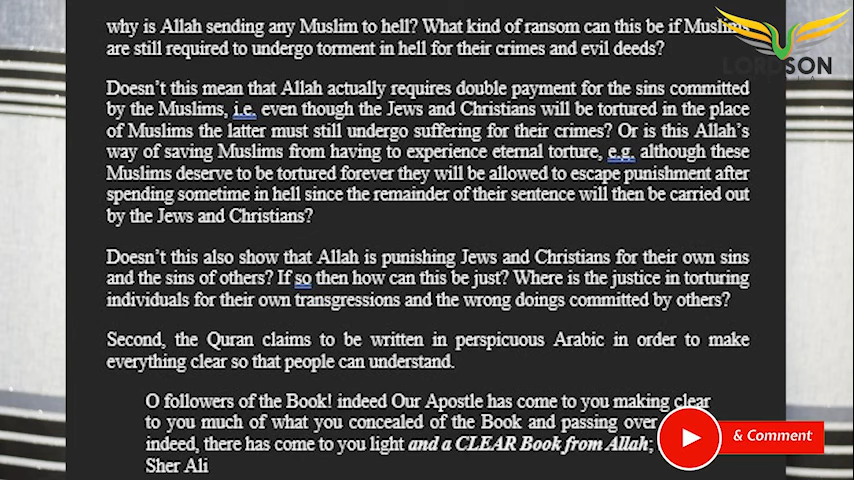 why is Allah sending any Muslim to hell? What kind of ransom can this be if Muslims
are still required to undergo torment in hell for their crimes and evil deeds?
Doesn't this mean that Allah actually requires double payment for the sins committed
by the Muslims, i.e. even though the Jews and Christians will be tortured in the place
of Muslims the latter must still undergo suffering for their crimes? Or is this Allah's
way of saving Muslims from having to experience eternal torture, e.g. although these
Muslims deserve to be tortured forever they will be allowed to escape punishment after
spending sometime in hell since the remainder of their sentence will then be carried out
by the Jews and Christians?
Doesn't this also show that Allah is punishing Jews and Christians for their own sins
and the sins of others? If so then how can this be just? Where is the justice in torturing
individuals for their own transgressions and the wrong doings committed by others?
Second, the Quran claims to be written in perspicuous Arabic in order to make
everything clear so that people can understand.
O followers of the Book! indeed Our Apostle has come to you making clear
to you much of what you concealed of the Book and passing over
indeed, there has come to you light and a CLEAR Book from Allah;
Sher Ali
LORDSON
& Comment